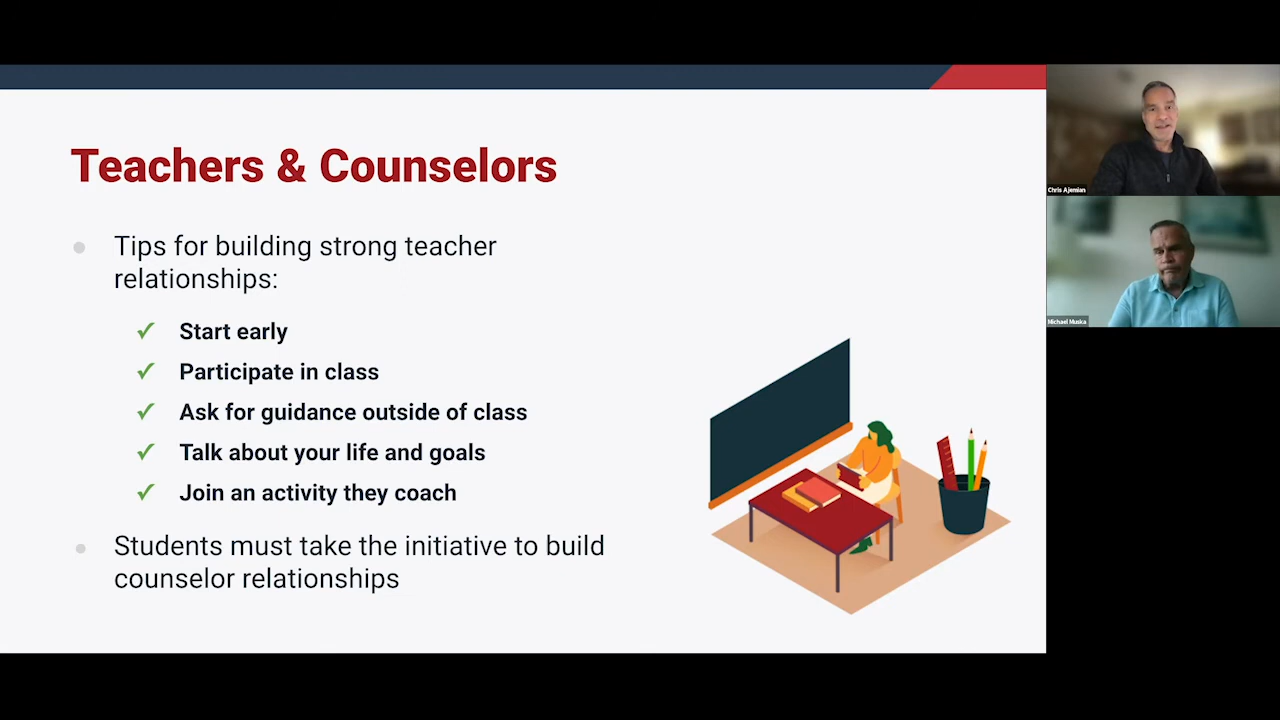 Teachers & Counselors
Tips for building strong teacher
relationships:
Start early
Participate in class
Ask for guidance outside of class
Talk about your life and goals
Join an activity they coach
Students must take the initiative to build
counselor relationships
Chris Ajemian
Michael Muska